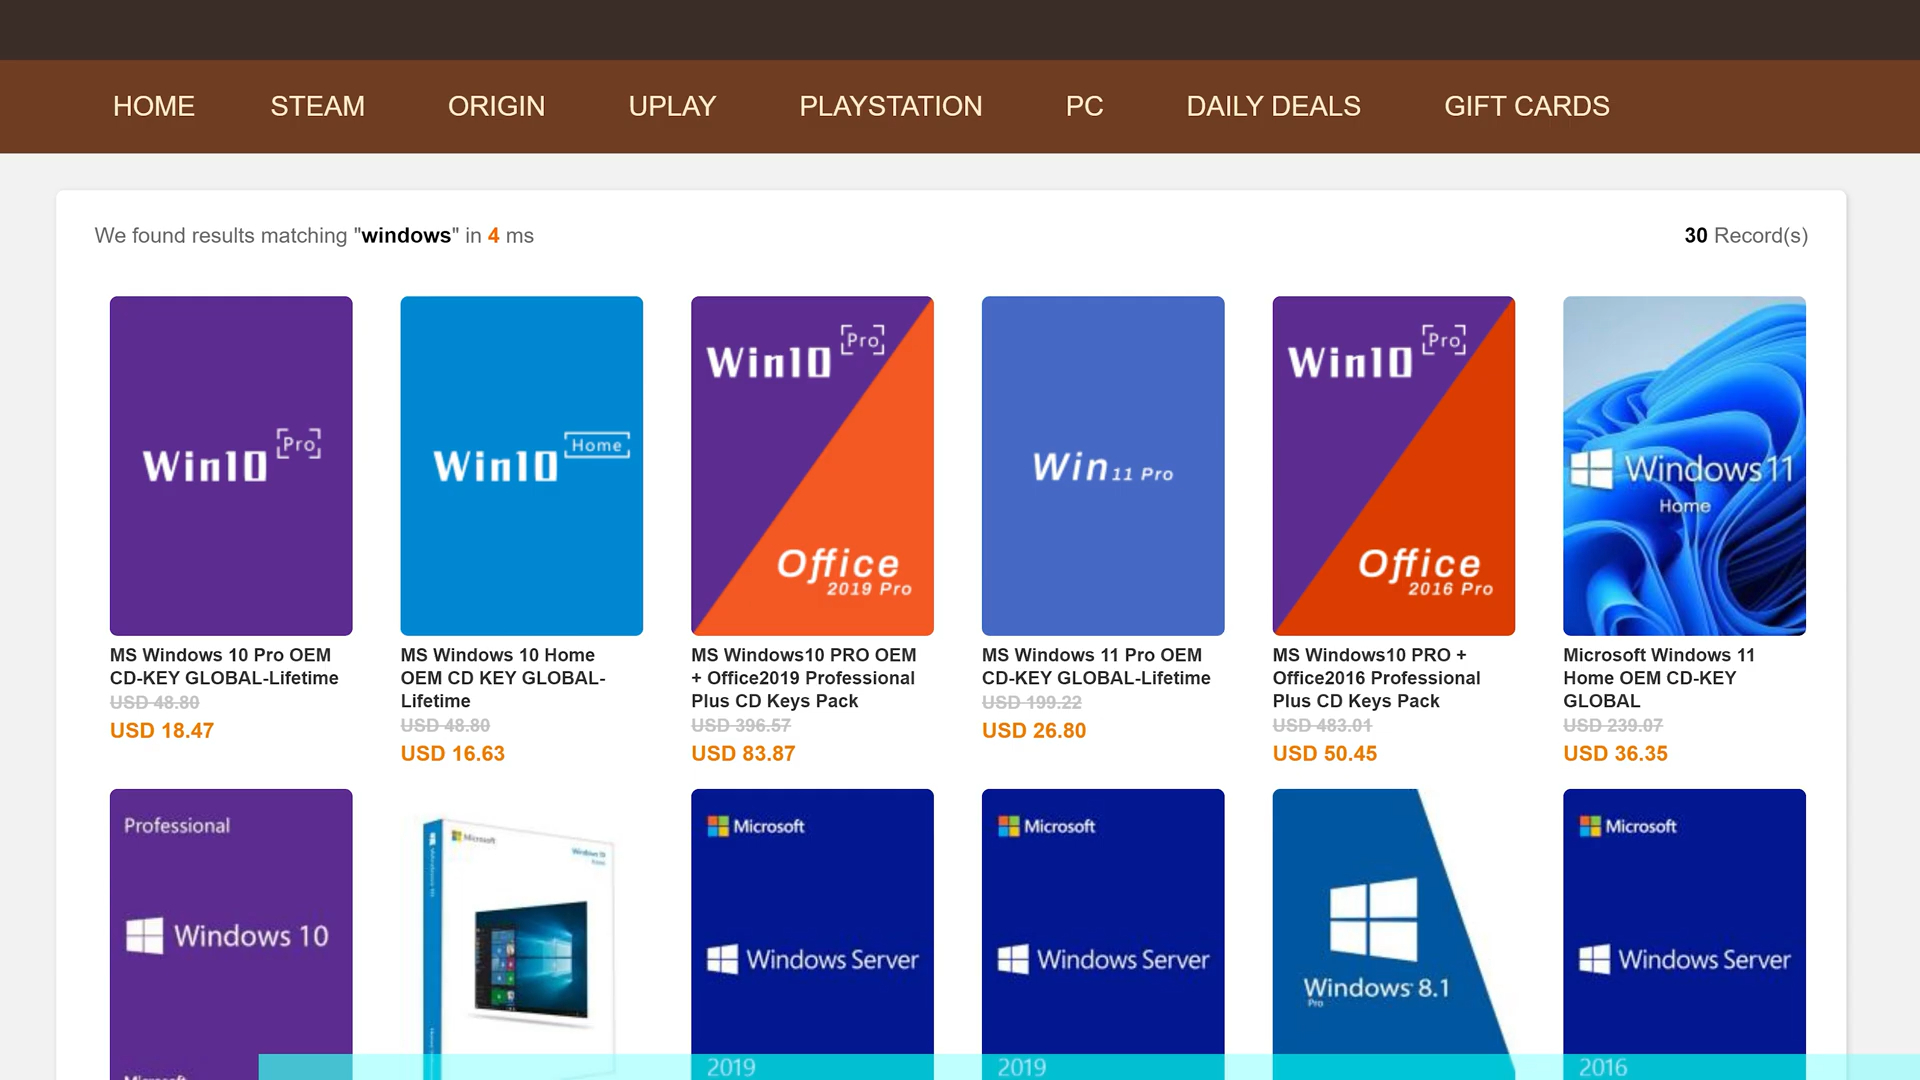 HOME STEAM ORIGIN UPLAY PLAYSTATION PC DAILY DEALS GIFT CARDS
We found results matching "windows" in 4 ms
30 Record(s)
Win10 Pro
Win10 Home
Win10 Pro
Office
2019 Pro
Win 11 Pro
Win10 Pro
Office
2016 Pro
Windows 11
Home
MS Windows 10 Pro OEM
CD-KEY GLOBAL-Lifetime
USD 48.80
USD 18.47
MS Windows 10 Home
OEM CD KEY GLOBAL-
Lifetime
USD 48.80
USD 16.63
MS Windows10 PRO OEM
+ Office2019 Professional
Plus CD Keys Pack
USD 396.57
USD 83.87
MS Windows 11 Pro OEM
CD-KEY GLOBAL-Lifetime
USD 199.22
USD 26.80
MS Windows10 PRO +
Office2016 Professional
Plus CD Keys Pack
USD 483.01
USD 50.45
Microsoft Windows 11
Home OEM CD-KEY
GLOBAL
USD 239.07
USD 36.35
Professional
Windows 10
Microsoft
Microsoft
Windows 10
Microsoft
Windows Server
2019
Microsoft
Windows Server
2019
Windows 8.1
Pro
Microsoft
Windows Server
2016